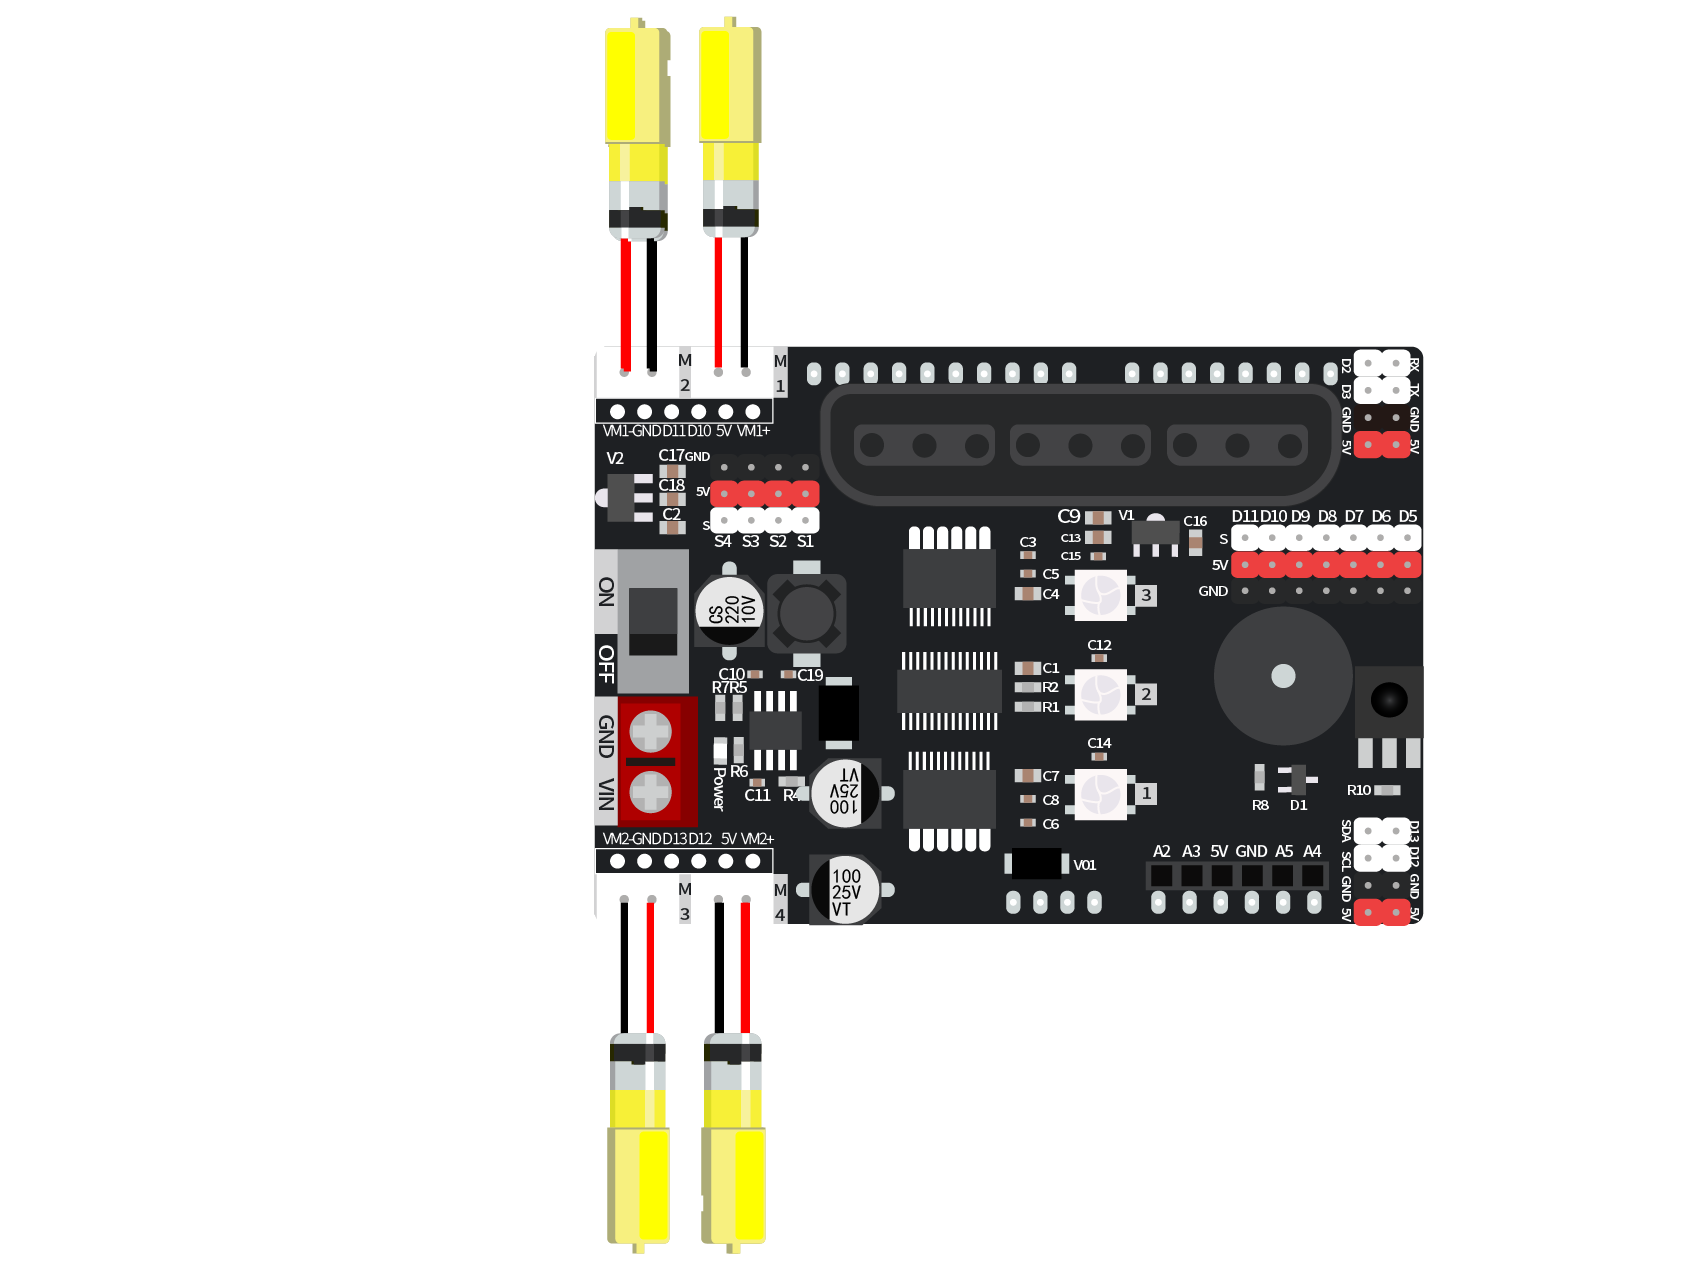 M
2
M
1
VM1-GND D11 D10 5V VM1+
D2 RX
D3 TX
GND GND
5V 5V
V2
C17 GND
C18 5V
C2 S
S4 S3 S2 S1
C9 V1 C16
C13
C3 C15
C5
C4
3
D11 D10 D9 D8 D7 D6 D5
S
5V
GND
ON
OFF
CS
220
10V
C10 C19
R7 R5
C12
C1
R2
R1
2
GND
VIN
R6
Power
C11 R4
100
25V
VT
C14
C7
C8
C6
1
R8 D1 R10
VM2-GND D13 D12 5V VM2+
M
3
M
4
100
25V
VT
V01
A2 A3 5V GND A5 A4
SDA D13
SCL D12
GND GND
5V 5V